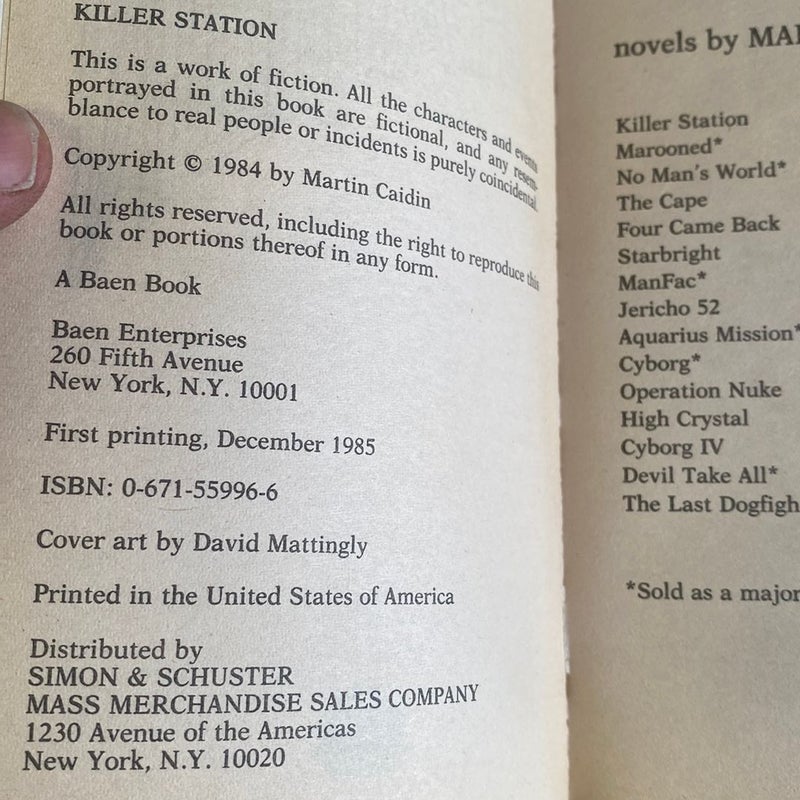 KILLER STATION
This is a work of fiction. All the characters and events
portrayed in this book are fictional, and any resem-
blance to real people or incidents is purely coincidental.
Copyright © 1984 by Martin Caidin
All rights reserved, including the right to reproduce this
book or portions thereof in any form.
A Baen Book
Baen Enterprises
260 Fifth Avenue
New York, N.Y. 10001
First printing, December 1985
ISBN: 0-671-55996-6
Cover art by David Mattingly
Printed in the United States of America
Distributed by
SIMON & SCHUSTER
MASS MERCHANDISE SALES COMPANY
1230 Avenue of the Americas
New York, N.Y. 10020
novels by
Killer Station
Marooned*
No Man's World*
The Cape
Four Came Back
Starbright
ManFac*
Jericho 52
Aquarius Mission*
Cyborg*
Operation Nuke
High Crystal
Cyborg IV
Devil Take All*
The Last
*Sold as a major